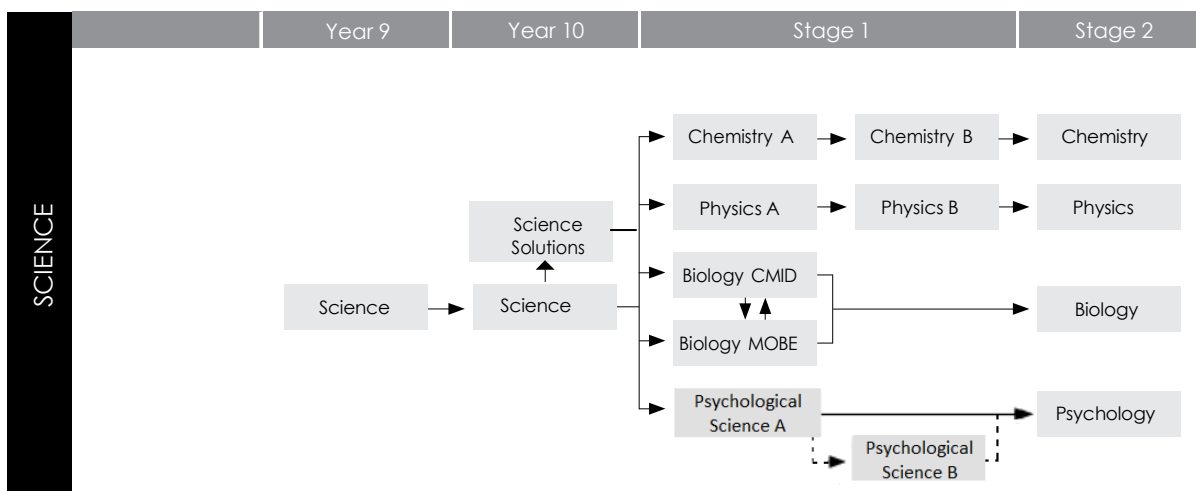 Year 9
Year 10
Stage 1
Stage 2
SCIENCE
Chemistry A
Chemistry B
Chemistry
Physics A
Physics B
Physics
Science
Solutions
Biology CMID
Science
Science
Biology
Biology MOBE
Psychological
Science A
Psychology
Psychological
Science B